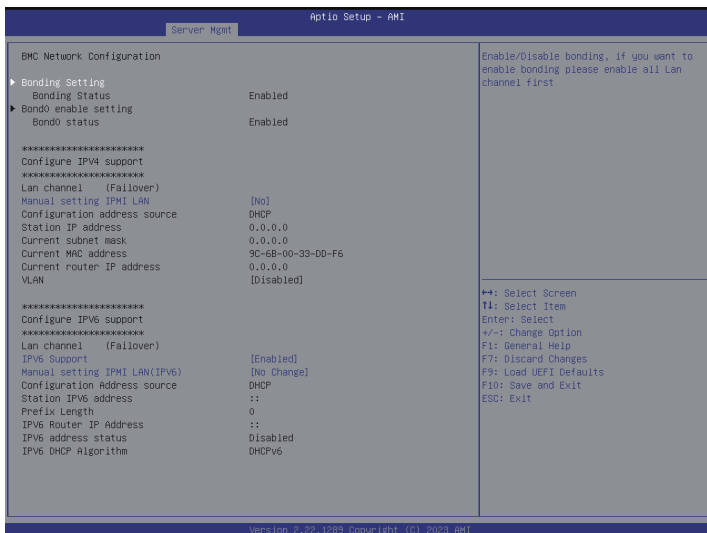 Aptio Setup – AMI
Server Mgmt
BMC Network Configuration
Bonding Setting
Bonding Status Enabled
Bond0 enable setting
Bond0 status Enabled
**********************
Configure IPV4 support
**********************
Lan channel (Failover)
Manual setting IPMI LAN [No]
Configuration address source DHCP
Station IP address 0.0.0.0
Current subnet mask 0.0.0.0
Current MAC address 9C-6B-00-33-DD-F6
Current router IP address 0.0.0.0
VLAN [Disabled]
**********************
Configure IPV6 support
**********************
Lan channel (Failover)
IPV6 Support [Enabled]
Manual setting IPMI LAN(IPV6) [No Change]
Configuration Address source DHCP
Station IPV6 address ::
Prefix Length 0
IPV6 Router IP Address ::
IPV6 address status Disabled
IPV6 DHCP Algorithm DHCPv6
Enable/Disable bonding, if you want to
enable bonding please enable all Lan
channel first
↔: Select Screen
↑↓: Select Item
Enter: Select
+/-: Change Option
F1: General Help
F7: Discard Changes
F9: Load UEFI Defaults
F10: Save and Exit
ESC: Exit
Version 2.22.1289 Copyright (C) 2023 AMI